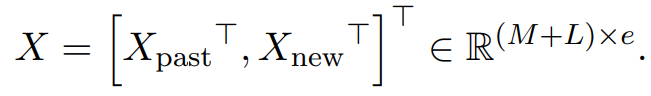 X = [X_past^⊤, X_new^⊤]^⊤ ∈ ℝ^{(M+L)×e}.